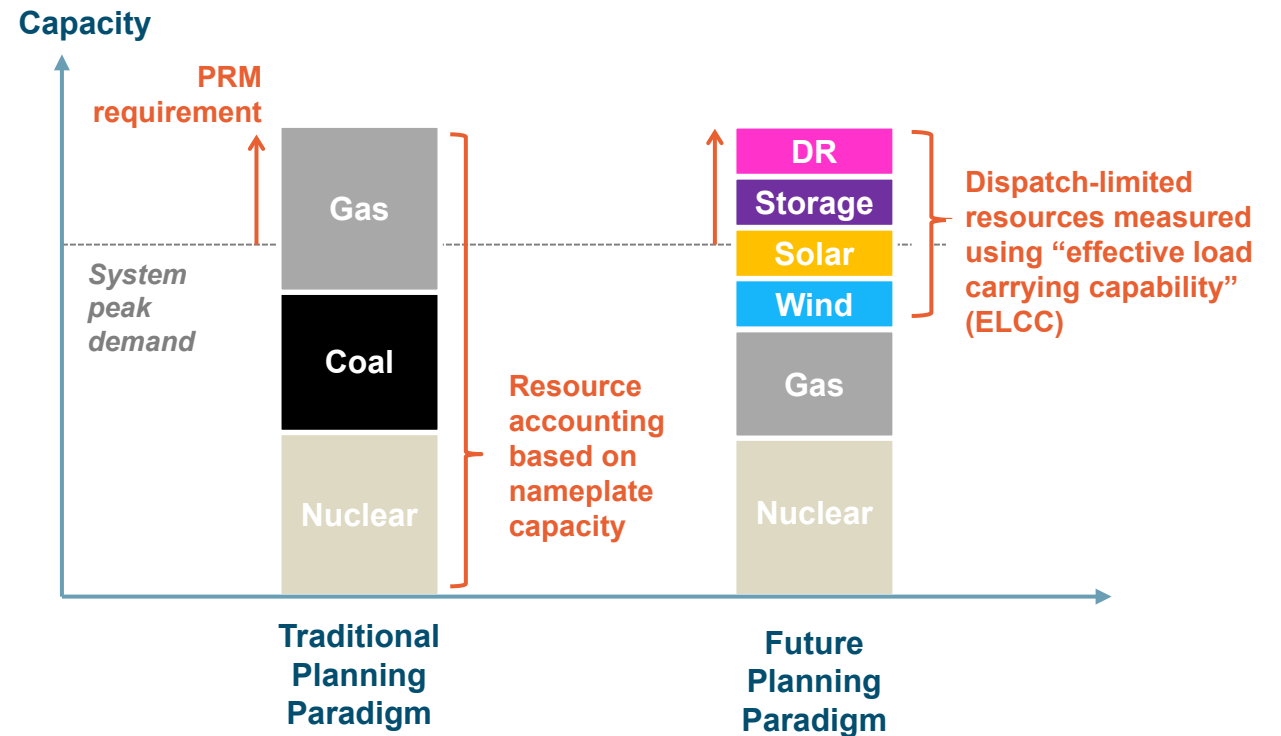 Capacity
PRM
requirement
System
peak
demand
Gas
Coal
Nuclear
Resource
accounting
based on
nameplate
capacity
DR
Storage
Solar
Wind
Gas
Nuclear
Dispatch-limited
resources measured
using “effective load
carrying capability”
(ELCC)
Traditional
Planning
Paradigm
Future
Planning
Paradigm